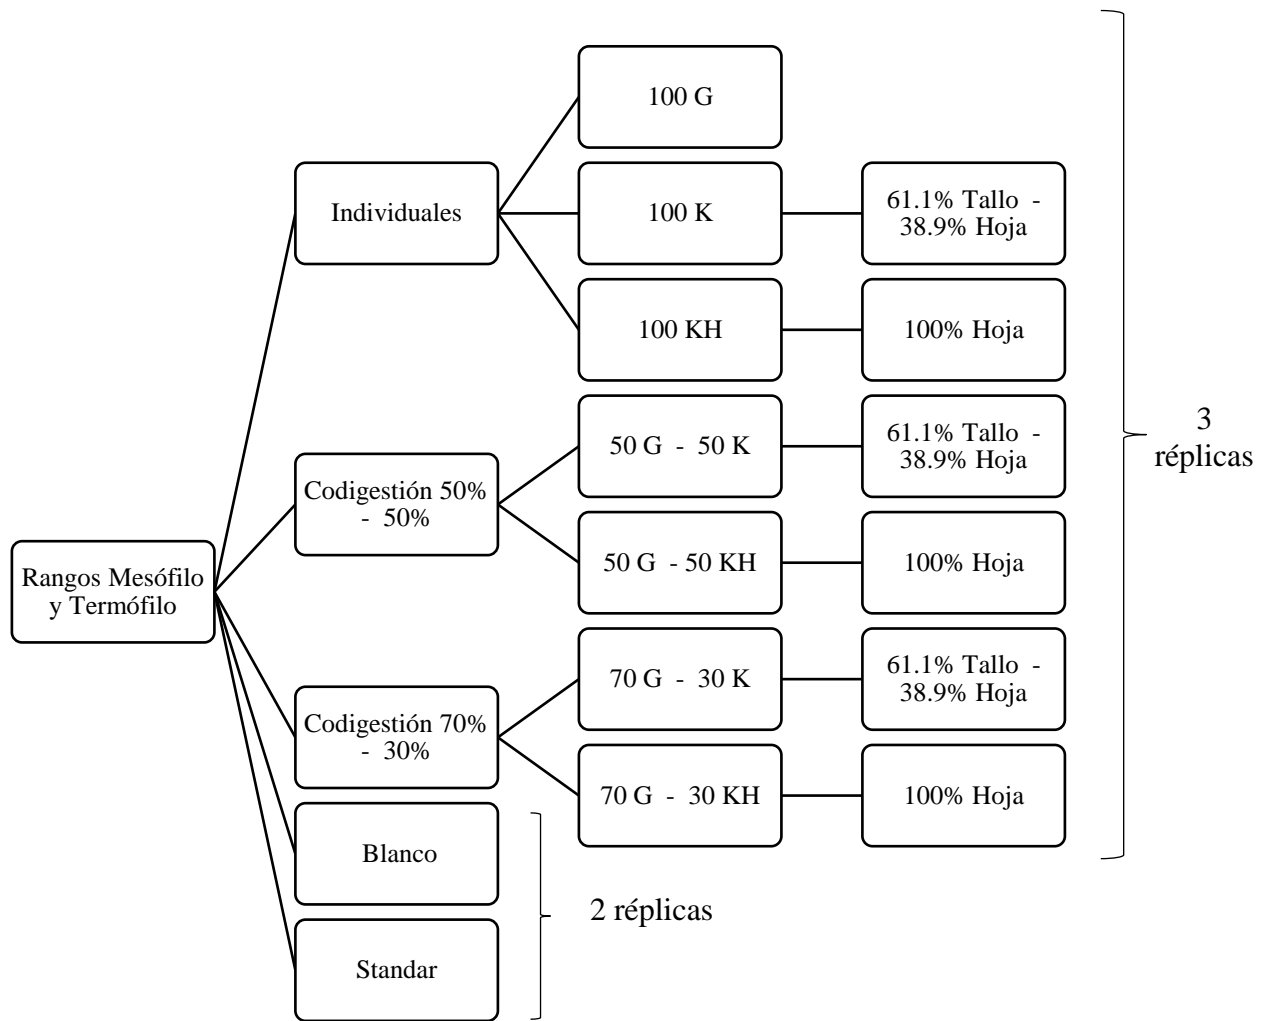 100 G
Individuales
100 K
61.1% Tallo -
38.9% Hoja
100 KH
100% Hoja
50 G - 50 K
61.1% Tallo -
38.9% Hoja
3
réplicas
Codigestión 50%
- 50%
50 G - 50 KH
100% Hoja
Rangos Mesófilo
y Termófilo
70 G - 30 K
61.1% Tallo -
38.9% Hoja
Codigestión 70%
- 30%
70 G - 30 KH
100% Hoja
Blanco
2 réplicas
Standar